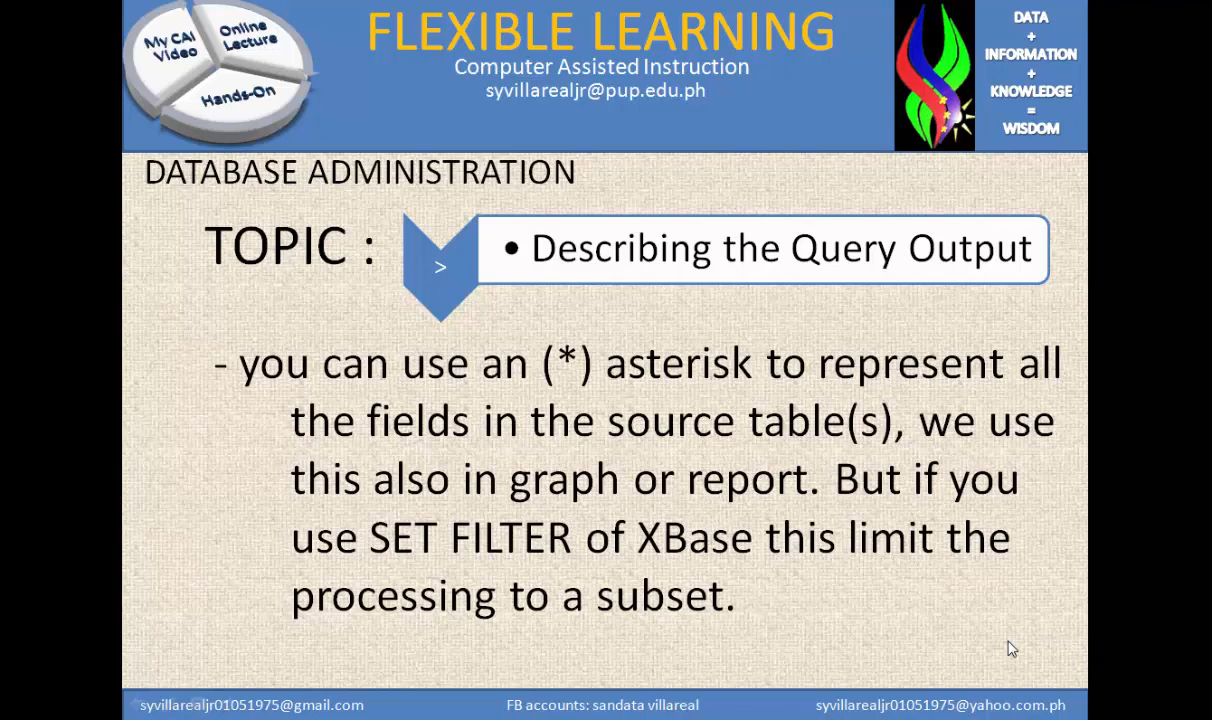 My CAI
Video
Online
Lecture
Hands-On
FLEXIBLE LEARNING
Computer Assisted Instruction
syvillarealjr@pup.edu.ph
DATA
+
INFORMATION
+
KNOWLEDGE
=
WISDOM
DATABASE ADMINISTRATION
TOPIC :
>
• Describing the Query Output
- you can use an (*) asterisk to represent all
the fields in the source table(s), we use
this also in graph or report. But if you
use SET FILTER of XBase this limit the
processing to a subset.
syvillarealjr01051975@gmail.com
FB accounts: sandata villareal
syvillarealjr01051975@yahoo.com.ph